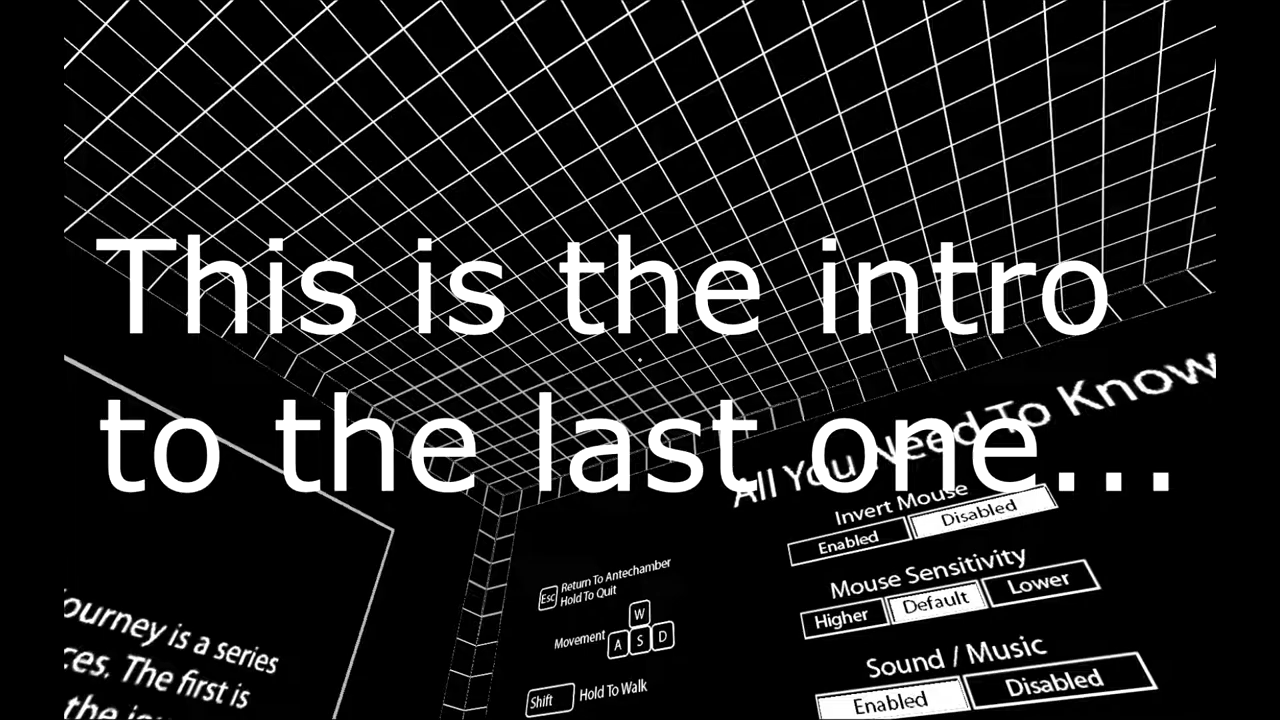 This is the intro
to the last one...
All You Need To Know
Invert Mouse
Enabled Disabled
Mouse Sensitivity
Higher Default Lower
Sound / Music
Enabled Disabled
Esc Return To Antechamber
Hold To Quit
W
Movement A S D
Shift Hold To Walk
ourney is a series
ces. The first is
the